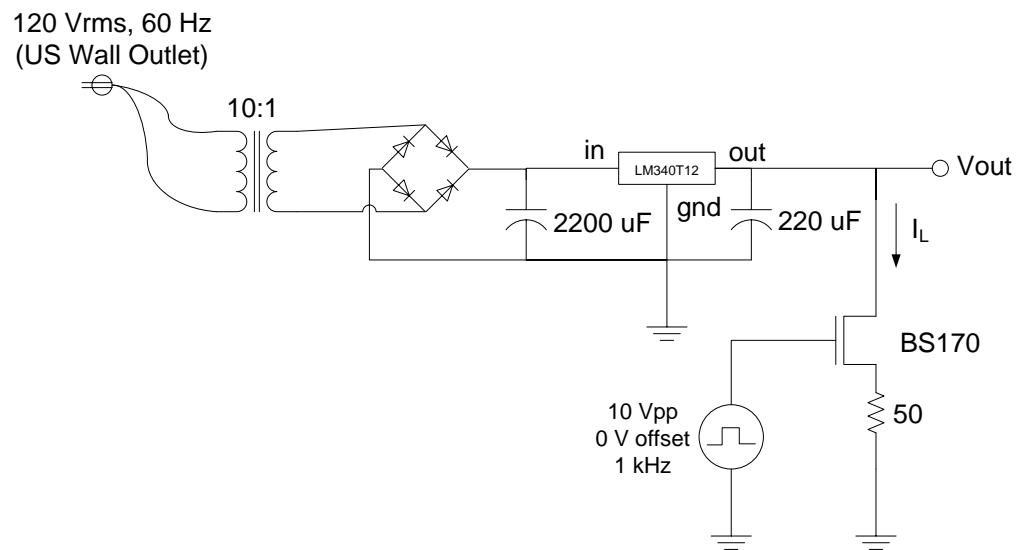 120 Vrms, 60 Hz
(US Wall Outlet)
10:1
in
LM340T12
out
Vout
gnd
2200 uF
220 uF
I_L
BS170
10 Vpp
0 V offset
1 kHz
50